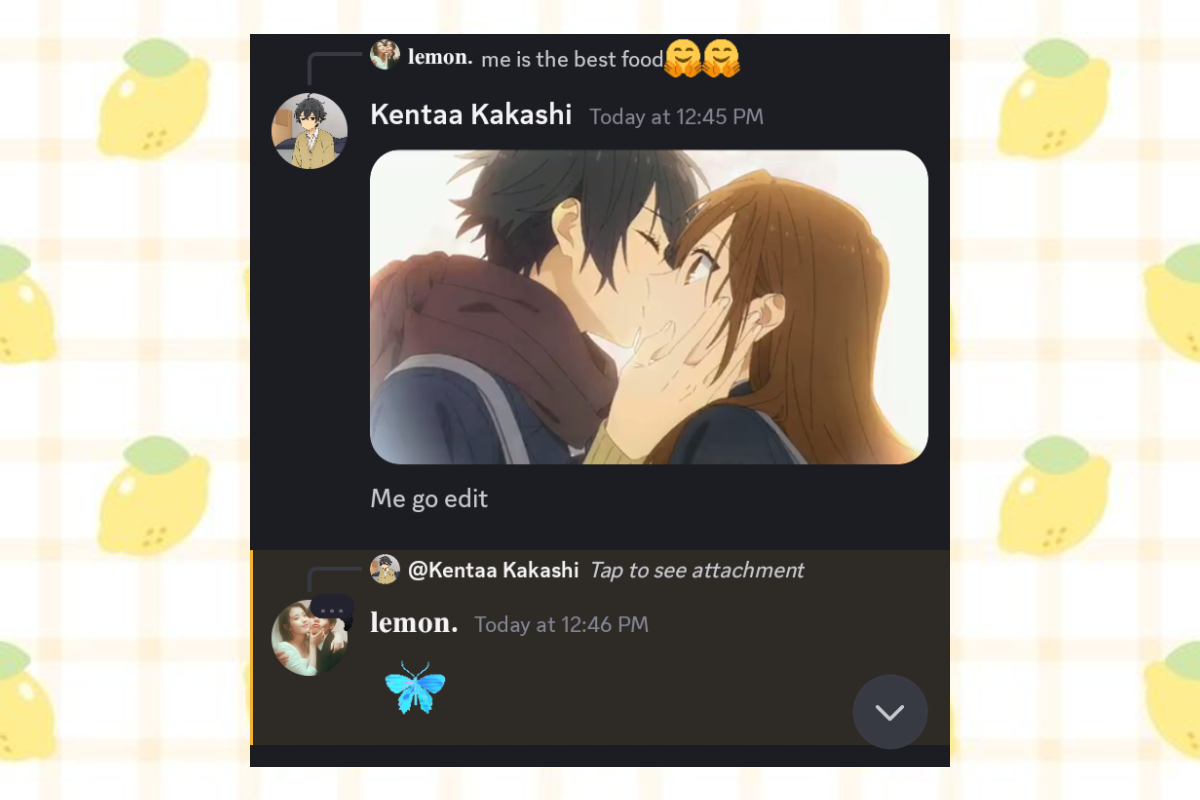 lemon. me is the best food🤗🤗
Kentaa Kakashi Today at 12:45 PM
Me go edit
@Kentaa Kakashi Tap to see attachment
lemon. Today at 12:46 PM